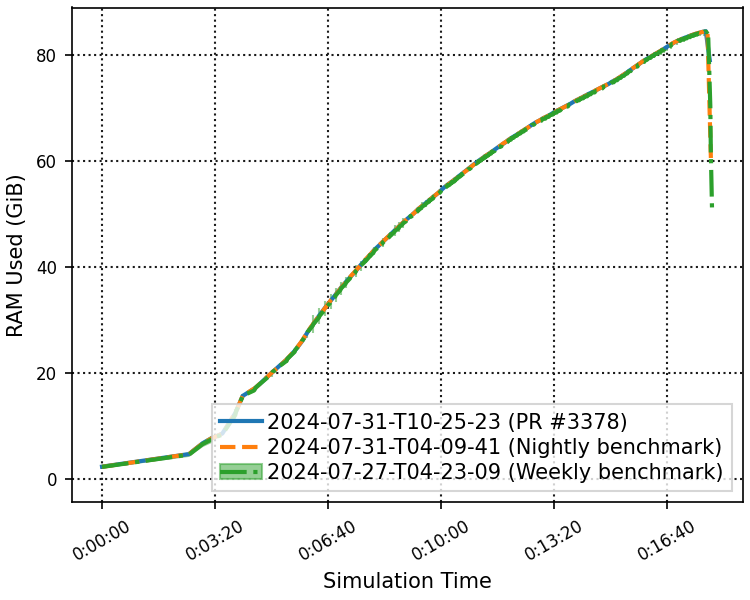 80
60
40
20
0
RAM Used (GiB)
2024-07-31-T10-25-23 (PR #3378)
2024-07-31-T04-09-41 (Nightly benchmark)
2024-07-27-T04-23-09 (Weekly benchmark)
0:00:00
0:03:20
0:06:40
0:10:00
0:13:20
0:16:40
Simulation Time